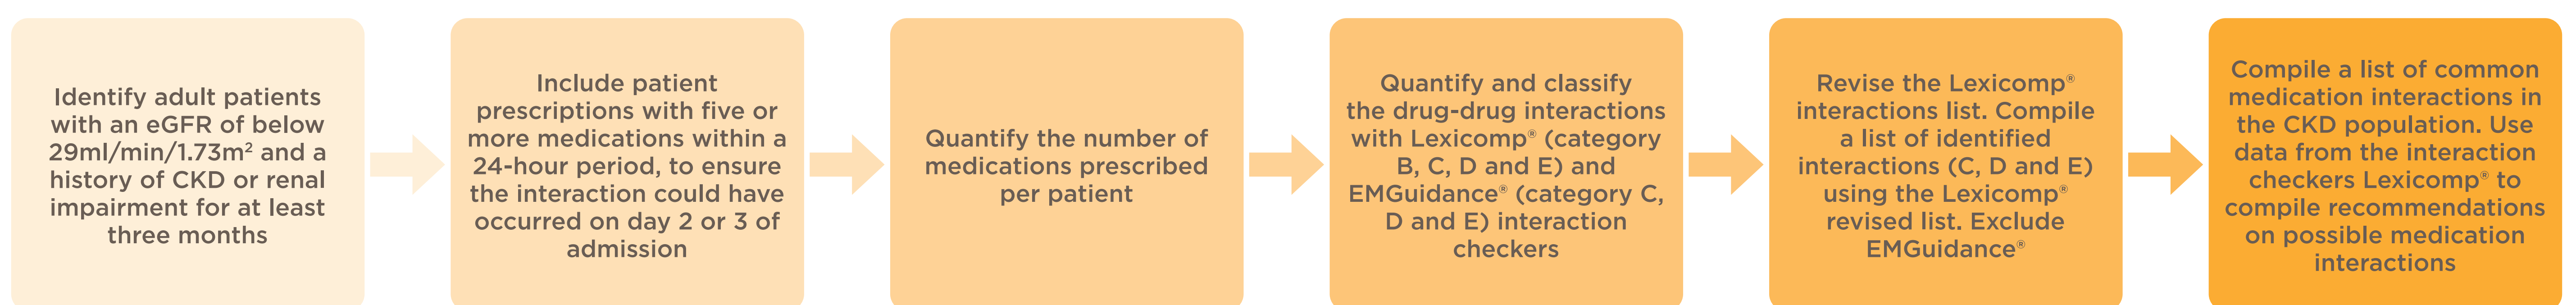 Identify adult patients
with an eGFR of below
29ml/min/1.73m² and a
history of CKD or renal
impairment for at least
three months
Include patient
prescriptions with five or
more medications within a
24-hour period, to ensure
the interaction could have
occurred on day 2 or 3 of
admission
Quantify the number of
medications prescribed
per patient
Quantify and classify
the drug-drug interactions
with Lexicomp® (category
B, C, D and E) and
EMGuidance® (category C,
D and E) interaction
checkers
Revise the Lexicomp®
interactions list. Compile
a list of identified
interactions (C, D and E)
using the Lexicomp®
revised list. Exclude
EMGuidance®
Compile a list of common
medication interactions in
the CKD population. Use
data from the interaction
checkers Lexicomp® to
compile recommendations
on possible medication
interactions